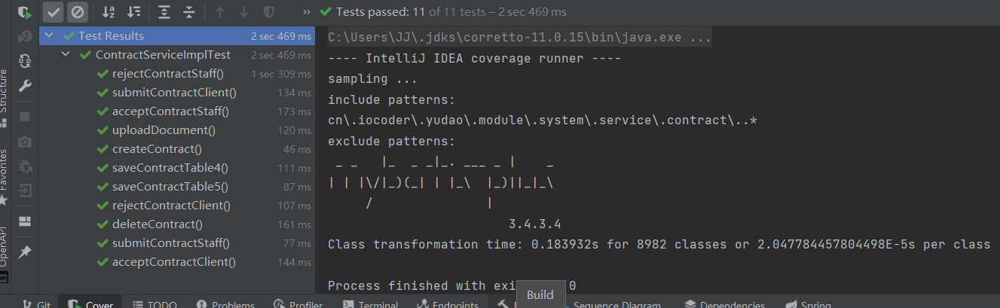 Tests passed: 11 of 11 tests – 2 sec 469 ms
Test Results 2 sec 469 ms
ContractServiceImplTest 2 sec 469 ms
rejectContractStaff() 1 sec 309 ms
submitContractClient() 134 ms
acceptContractStaff() 173 ms
uploadDocument() 120 ms
createContract() 46 ms
saveContractTable4() 111 ms
saveContractTable5() 87 ms
rejectContractClient() 107 ms
deleteContract() 161 ms
submitContractStaff() 77 ms
acceptContractClient() 144 ms
C:\Users\JJ\.jdks\corretto-11.0.15\bin\java.exe ...
---- IntelliJ IDEA coverage runner ----
sampling ...
include patterns:
cn\.iocoder\.yudao\.module\.system\.service\.contract\..*
exclude patterns:
 _ _   |_  _ _|_. ___ _ |    _
| | |\/|_)(_| | |_\  |_)||_|_\
     /               |
                        3.4.3.4
Class transformation time: 0.183932s for 8982 classes or 2.047784457804498E-5s per class
Process finished with exi 0
Build
Structure
Favorites
OpenAPI
Git
Cover
TODO
Problems
Profiler
Terminal
Endpoints
Sequence Diagram
Dependencies
Spring